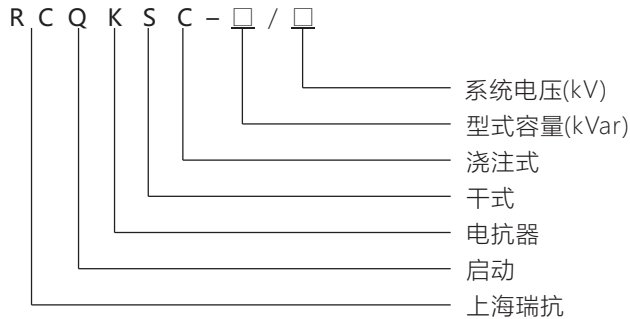 RCQKSC-□/□
系统电压(kV)
型式容量(kVar)
浇注式
干式
电抗器
启动
上海瑞抗